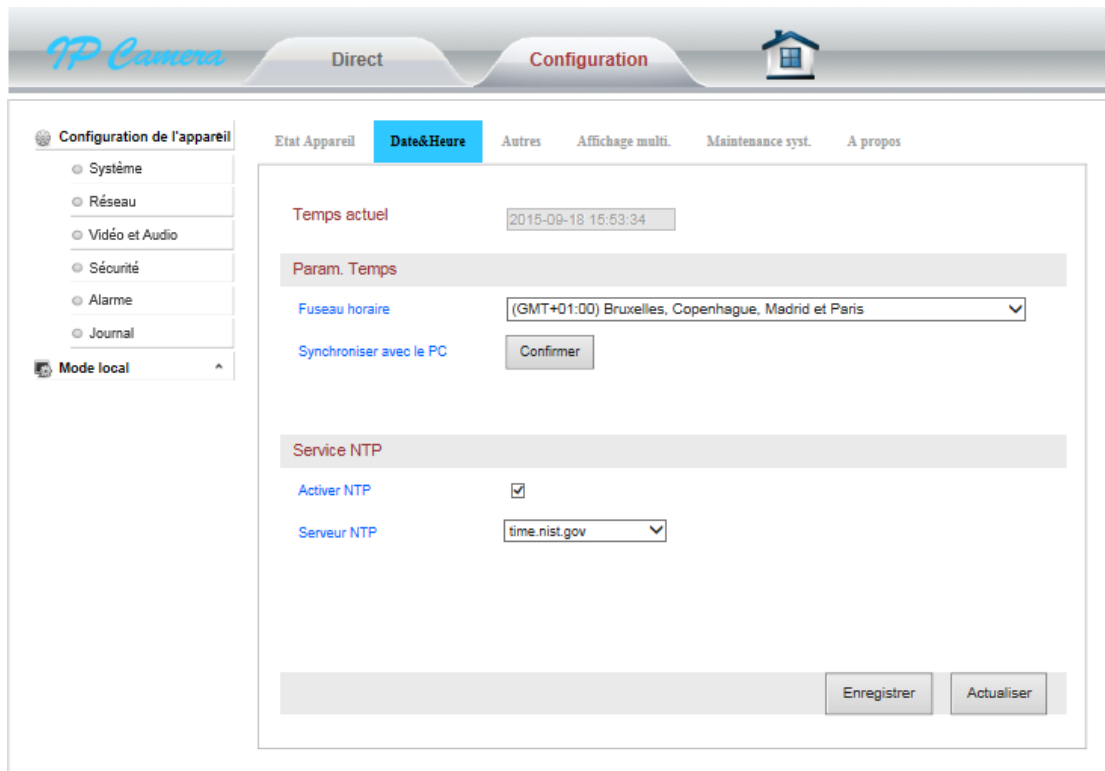 IP Camera
Direct
Configuration
Configuration de l'appareil
Système
Réseau
Vidéo et Audio
Sécurité
Alarme
Journal
Mode local
Etat Appareil Date&Heure Autres Affichage multi. Maintenance syst. A propos
Temps actuel 2015-09-18 15:53:34
Param. Temps
Fuseau horaire (GMT+01:00) Bruxelles, Copenhague, Madrid et Paris
Synchroniser avec le PC Confirmer
Service NTP
Activer NTP
Serveur NTP time.nist.gov
Enregistrer Actualiser